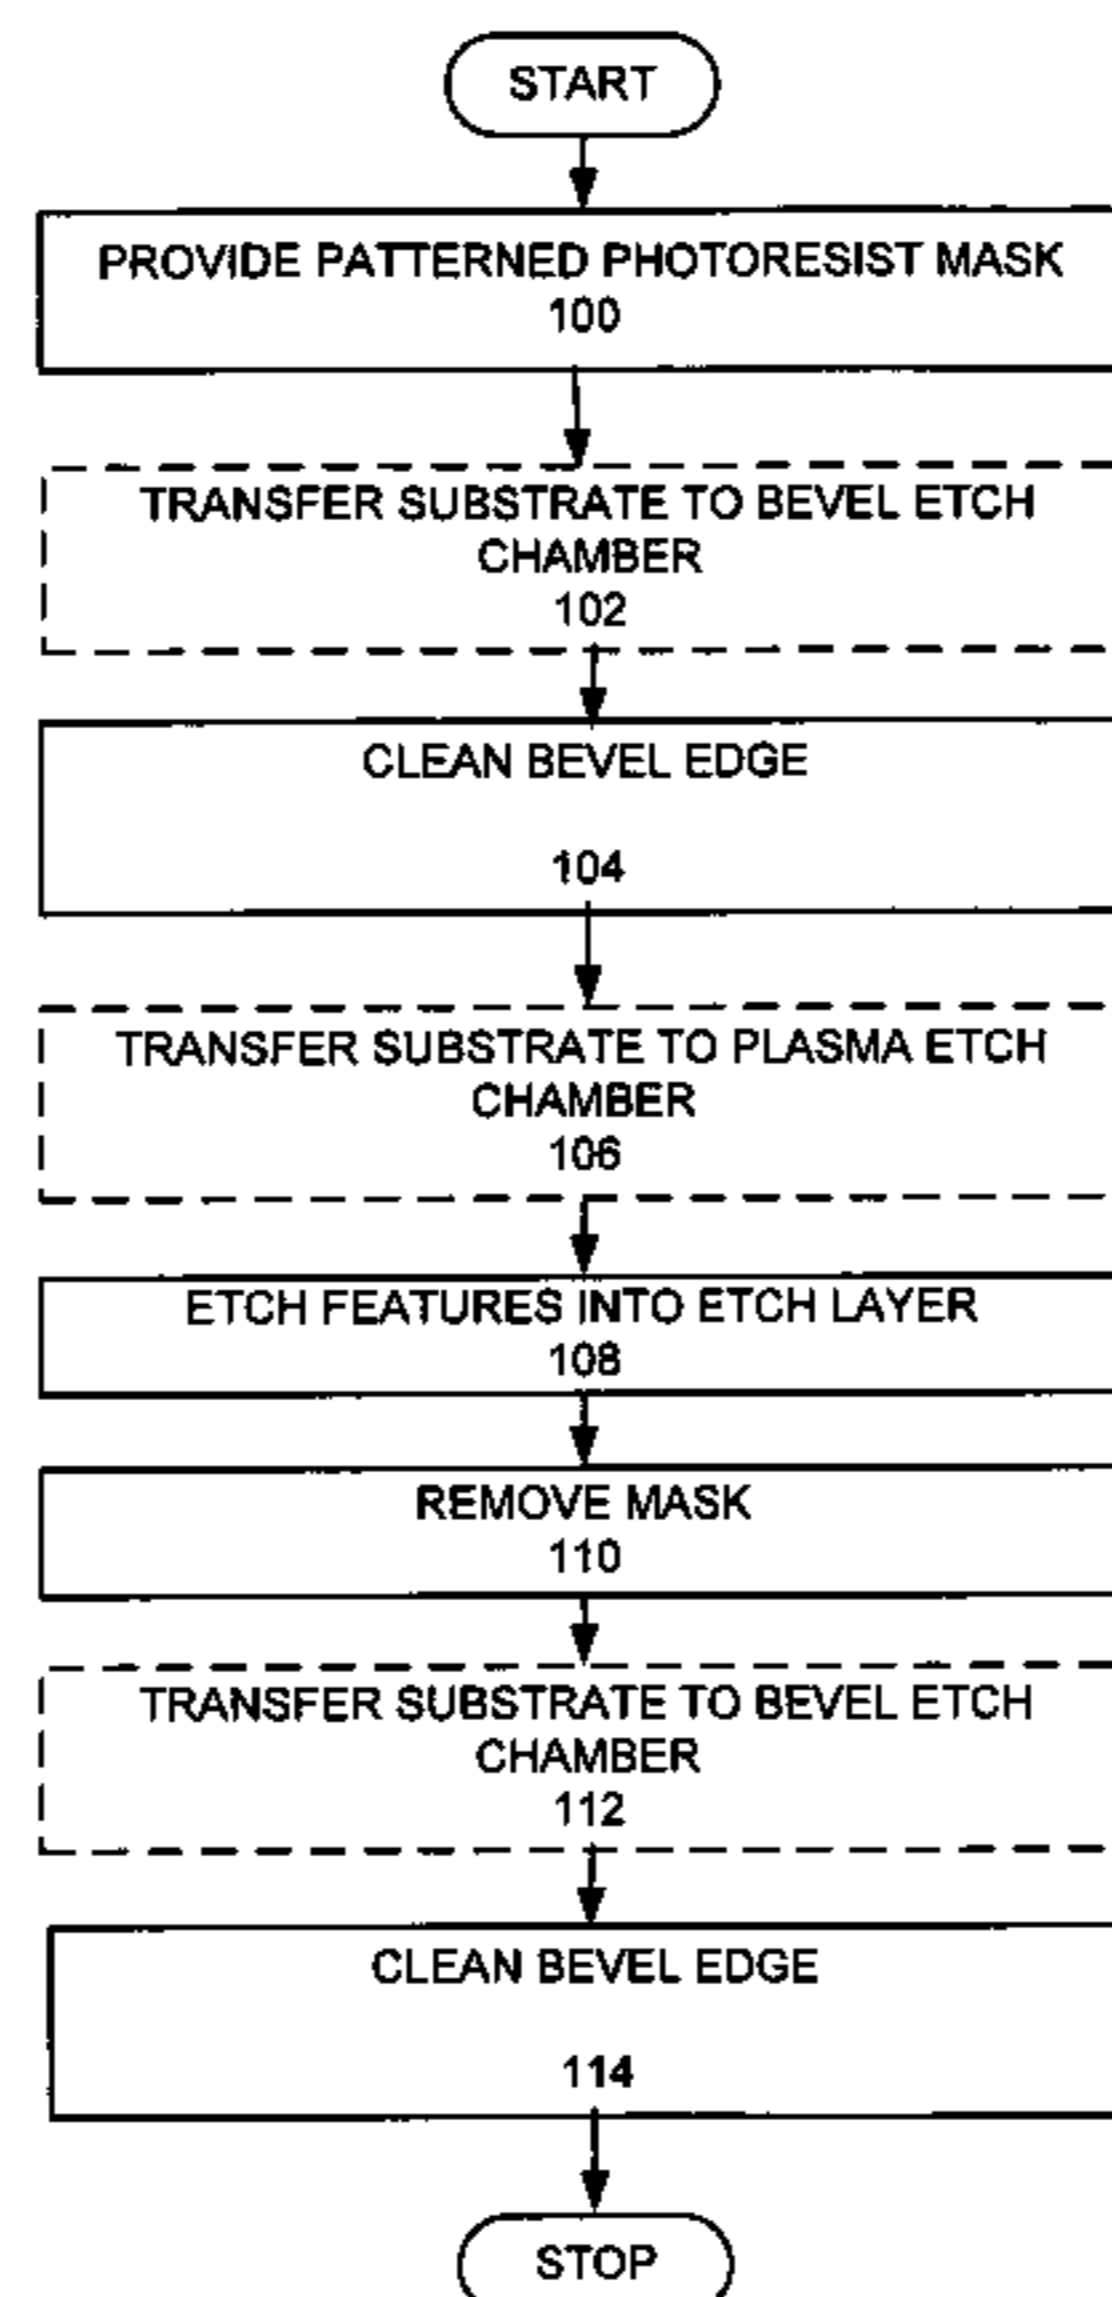 START
PROVIDE PATTERNED PHOTORESIST MASK
100
TRANSFER SUBSTRATE TO BEVEL ETCH
CHAMBER
102
CLEAN BEVEL EDGE
104
TRANSFER SUBSTRATE TO PLASMA ETCH
CHAMBER
106
ETCH FEATURES INTO ETCH LAYER
108
REMOVE MASK
110
TRANSFER SUBSTRATE TO BEVEL ETCH
CHAMBER
112
CLEAN BEVEL EDGE
114
STOP